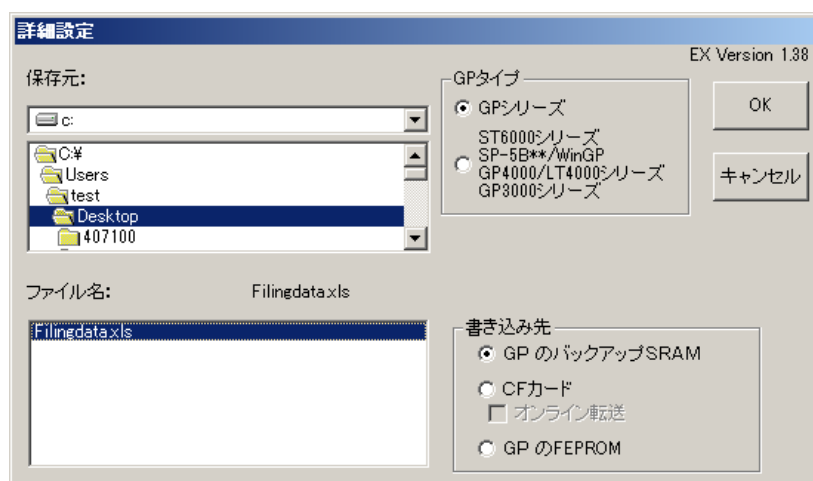 詳細設定
EX Version 1.38
保存元:
c:
C:¥
Users
test
Desktop
407100
GPタイプ
GPシリーズ
ST6000シリーズ
SP-5B**/WinGP
GP4000/LT4000シリーズ
GP3000シリーズ
OK
キャンセル
ファイル名:
Filingdata.xls
Filingdata.xls
書き込み先
GP のバックアップSRAM
CFカード
オンライン転送
GP のFEPROM